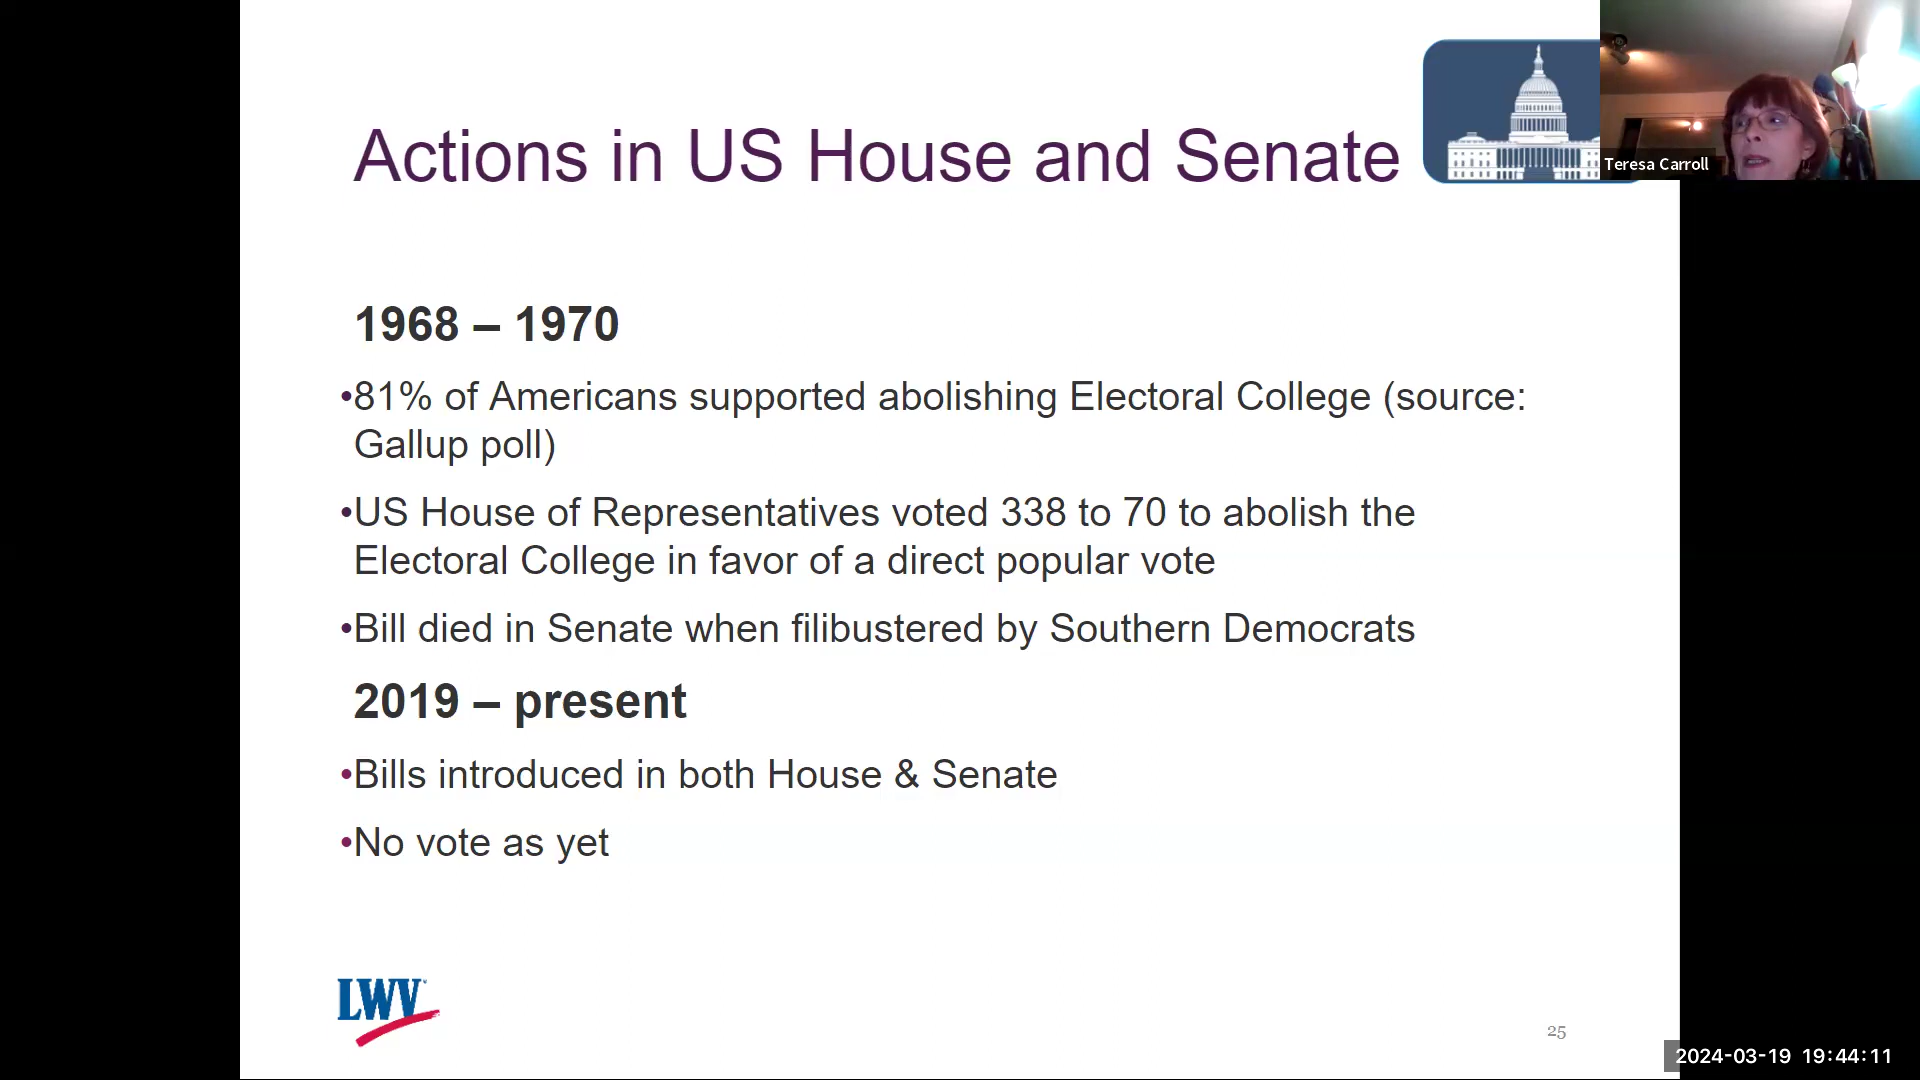 Actions in US House and Senate
Teresa Carroll
1968 – 1970
•81% of Americans supported abolishing Electoral College (source:
Gallup poll)
•US House of Representatives voted 338 to 70 to abolish the
Electoral College in favor of a direct popular vote
•Bill died in Senate when filibustered by Southern Democrats
2019 – present
•Bills introduced in both House & Senate
•No vote as yet
LWV
25
2024-03-19 19:44:11